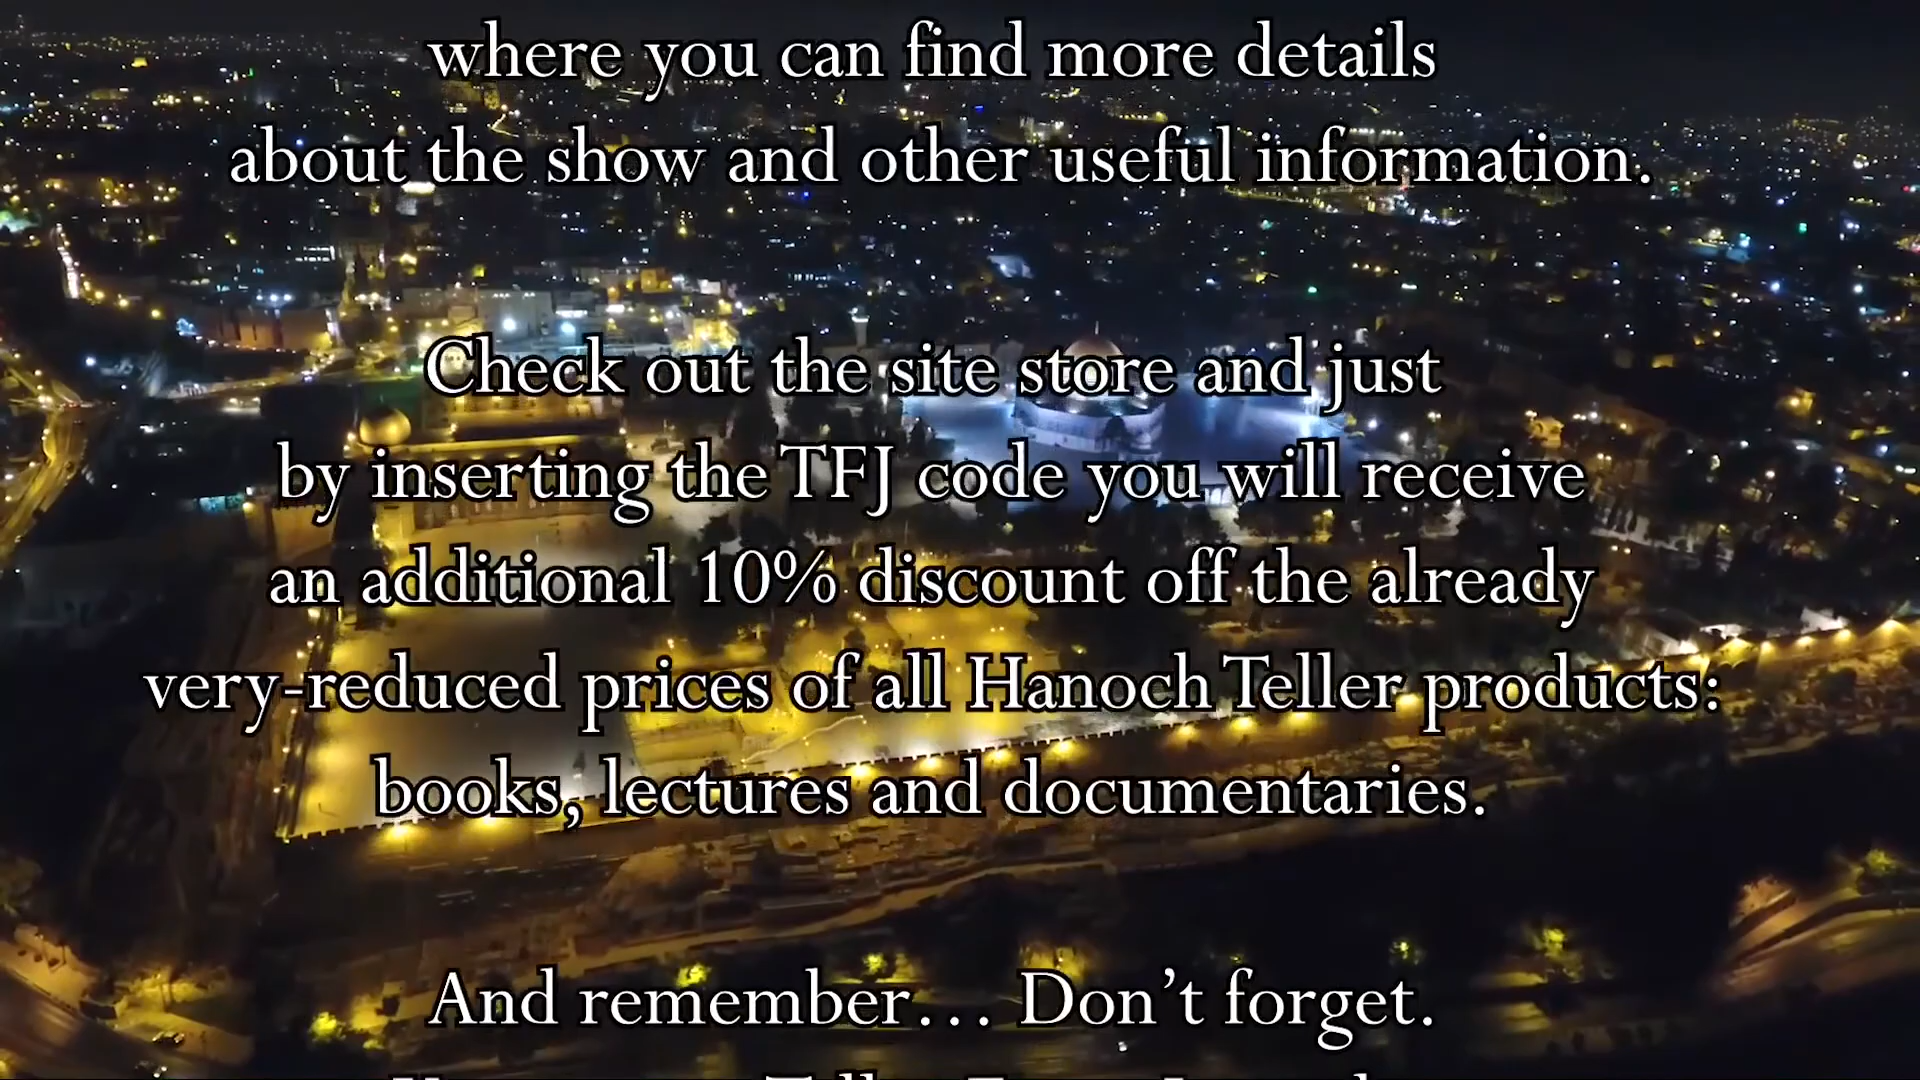 where you can find more details
about the show and other useful information.
Check out the site store and just
by inserting the TFJ code you will receive
an additional 10% discount off the already
very-reduced prices of all Hanoch Teller products:
books, lectures and documentaries.
And remember… Don’t forget.